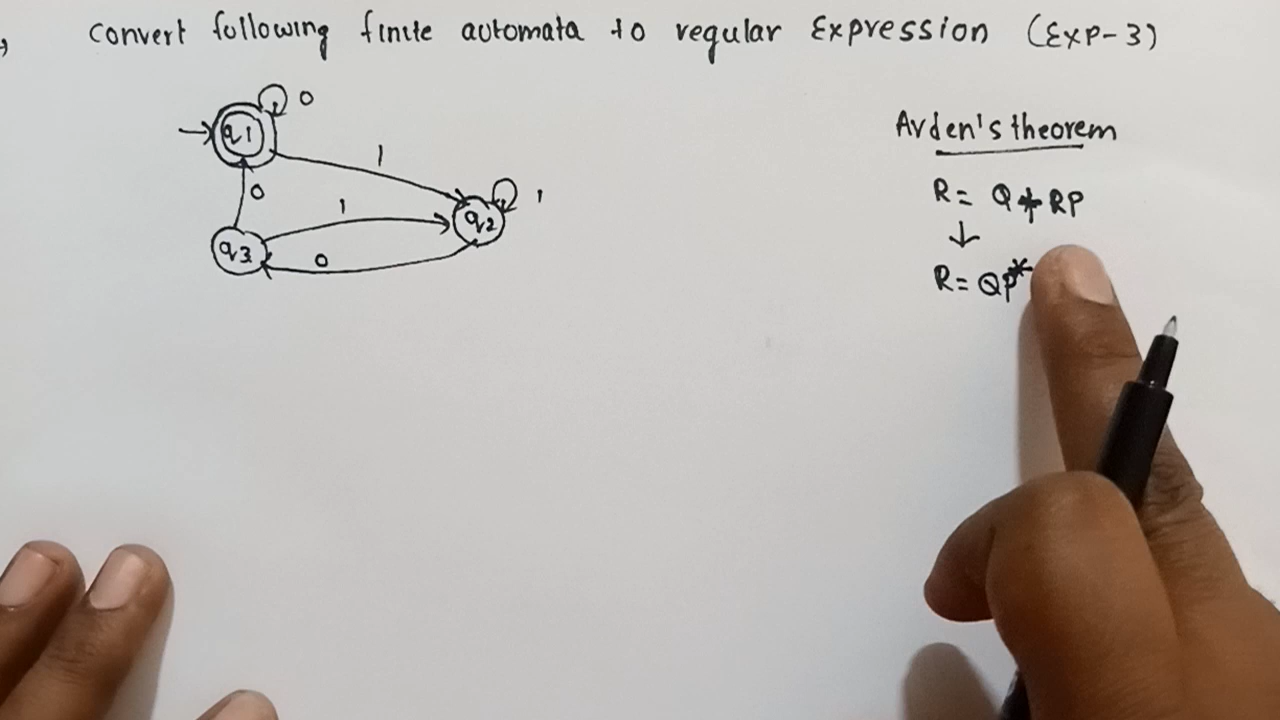 convert following finite automata to regular Expression (Exp-3)
0
q1
1
Arden's theorem
0
1
1
q2
R = Q + RP
q3
0
↓
R = QP*